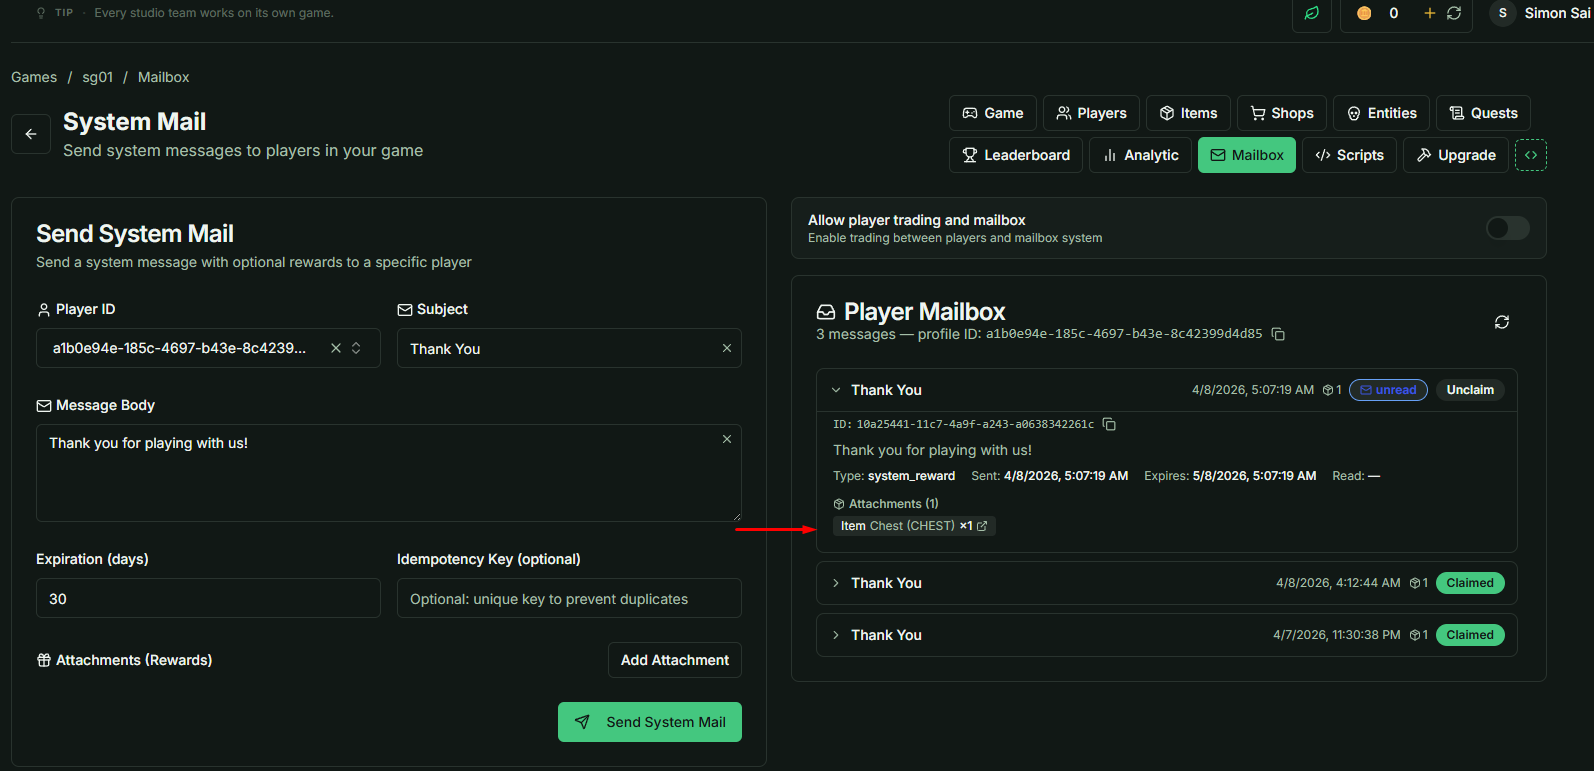 TIP · Every studio team works on its own game.
0
S Simon Sai
Games / sg01 / Mailbox
System Mail
Send system messages to players in your game
Game Players Items Shops Entities Quests
Leaderboard Analytic Mailbox Scripts Upgrade
Send System Mail
Send a system message with optional rewards to a specific player
Player ID
Subject
a1b0e94e-185c-4697-b43e-8c4239...
Thank You
Message Body
Thank you for playing with us!
Expiration (days)
Idempotency Key (optional)
30
Optional: unique key to prevent duplicates
Attachments (Rewards)
Add Attachment
Send System Mail
Allow player trading and mailbox
Enable trading between players and mailbox system
Player Mailbox
3 messages — profile ID: a1b0e94e-185c-4697-b43e-8c42399d4d85
Thank You 4/8/2026, 5:07:19 AM 1 unread Unclaim
ID: 10a25441-11c7-4a9f-a243-a0638342261c
Thank you for playing with us!
Type: system_reward Sent: 4/8/2026, 5:07:19 AM Expires: 5/8/2026, 5:07:19 AM Read: —
Attachments (1)
Item Chest (CHEST) ×1
Thank You 4/8/2026, 4:12:44 AM 1 Claimed
Thank You 4/7/2026, 11:30:38 PM 1 Claimed